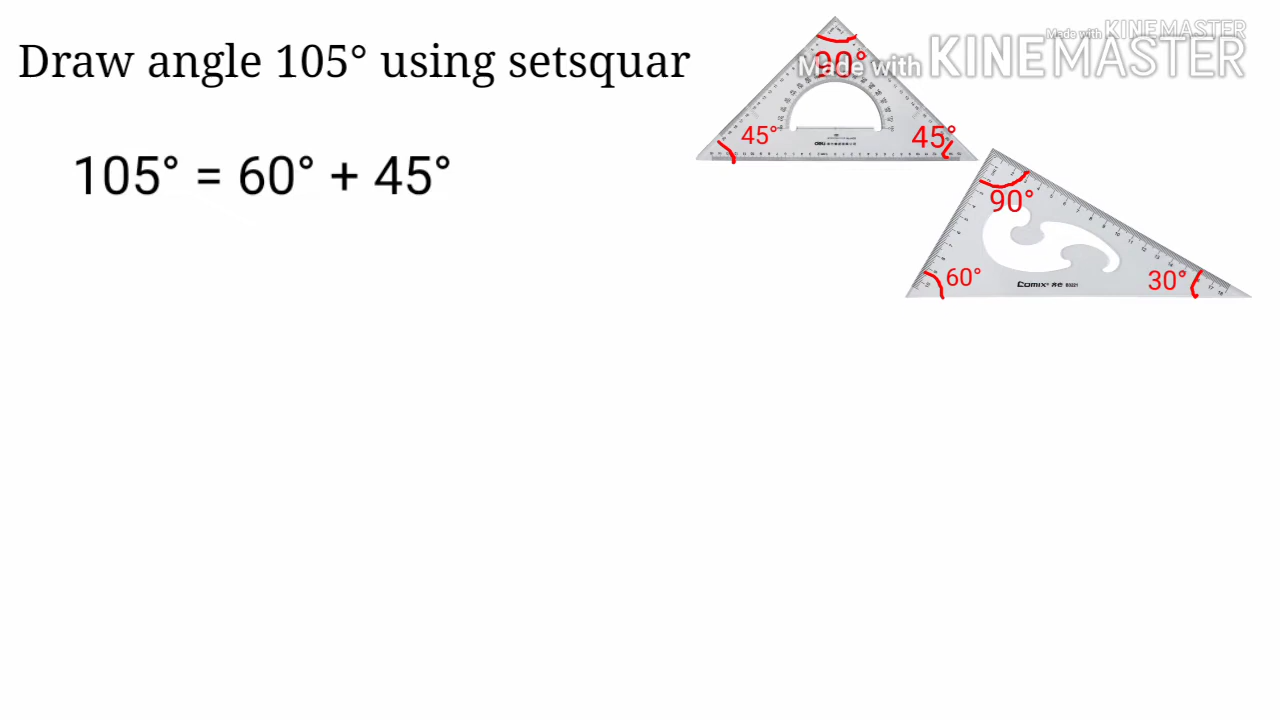 Draw angle 105° using setsquar
105° = 60° + 45°
Made with KINEMASTER
Made with KINEMASTER
90°
45°
45°
deli
90°
60°
30°
COMIX